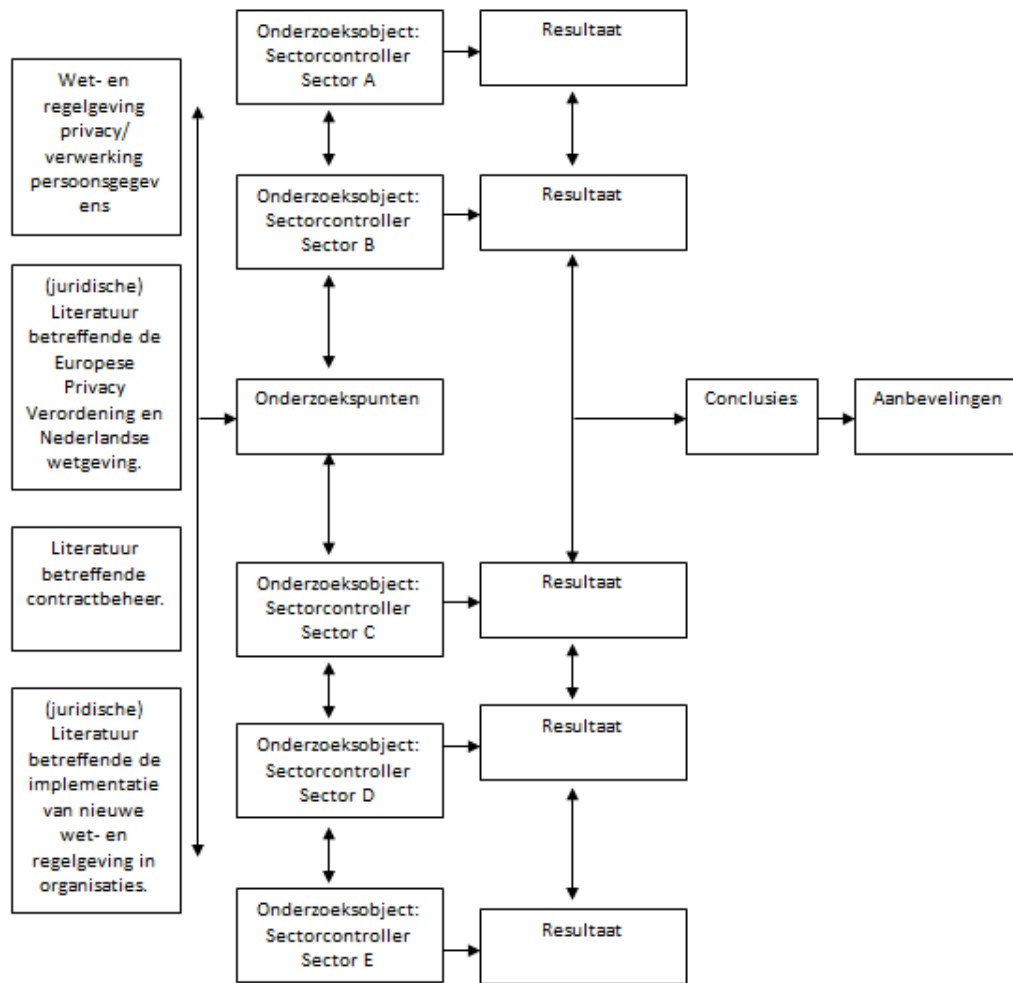 Wet- en
regelgeving
privacy/
verwerking
persoonsgegev
ens
(juridische)
Literatuur
betreffende de
Europese
Privacy
Verordening en
Nederlandse
wetgeving.
Literatuur
betreffende
contractbeheer.
(juridische)
Literatuur
betreffende de
implementatie
van nieuwe
wet- en
regelgeving in
organisaties.
Onderzoeksobject:
Sectorcontroller
Sector A
Onderzoeksobject:
Sectorcontroller
Sector B
Onderzoekspunten
Onderzoeksobject:
Sectorcontroller
Sector C
Onderzoeksobject:
Sectorcontroller
Sector D
Onderzoeksobject:
Sectorcontroller
Sector E
Resultaat
Resultaat
Resultaat
Resultaat
Resultaat
Conclusies
Aanbevelingen